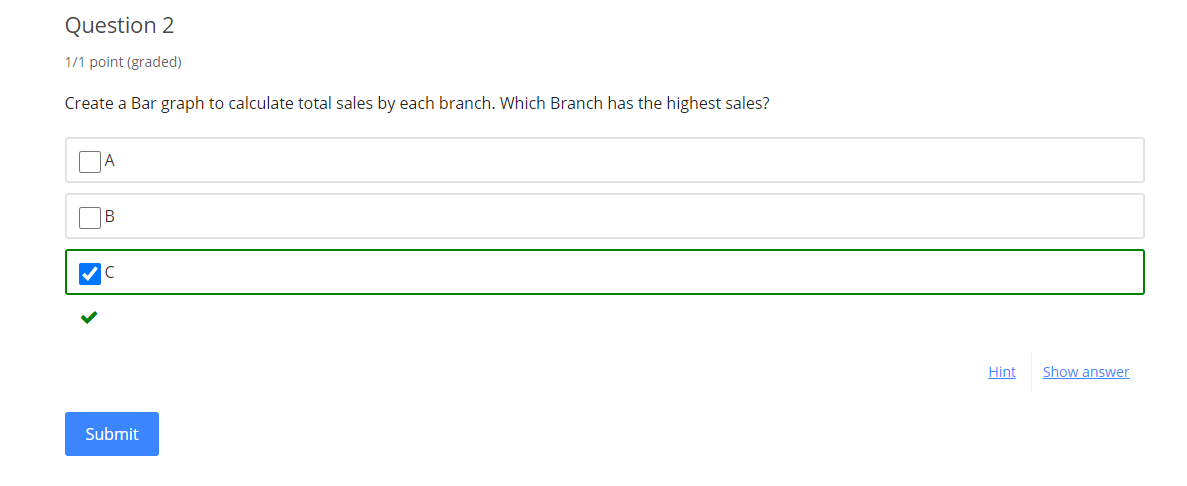 Question 2
1/1 point (graded)
Create a Bar graph to calculate total sales by each branch. Which Branch has the highest sales?
A
B
C
Hint
Show answer
Submit